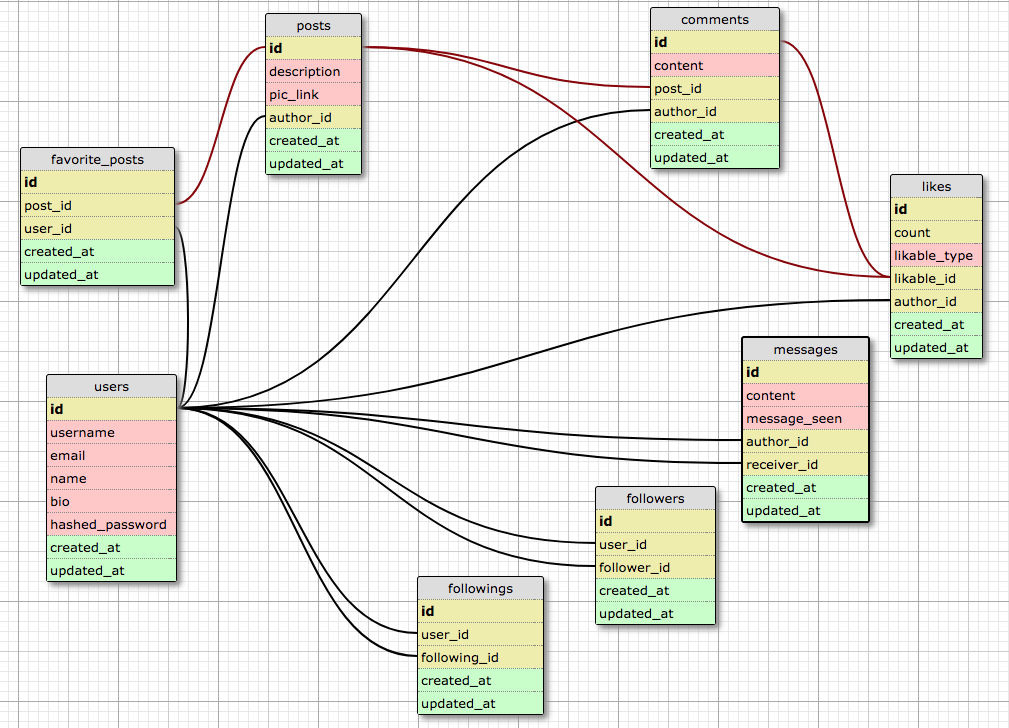 posts
id
description
pic_link
author_id
created_at
updated_at
comments
id
content
post_id
author_id
created_at
updated_at
favorite_posts
id
post_id
user_id
created_at
updated_at
likes
id
count
likable_type
likable_id
author_id
created_at
updated_at
users
id
username
email
name
bio
hashed_password
created_at
updated_at
messages
id
content
message_seen
author_id
receiver_id
created_at
updated_at
followers
id
user_id
follower_id
created_at
updated_at
followings
id
user_id
following_id
created_at
updated_at